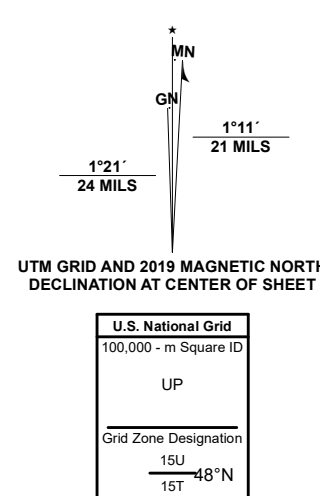 ★
MN
GN
1°11´
21 MILS
1°21´
24 MILS
UTM GRID AND 2019 MAGNETIC NORTH
DECLINATION AT CENTER OF SHEET
U.S. National Grid
100,000 - m Square ID
UP
Grid Zone Designation
15U
48°N
15T